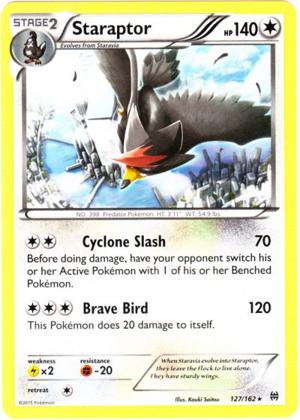 STAGE2 Staraptor HP140
Evolves from Staravia
NO. 398 Predator Pokémon HT: 3'11" WT: 54.9 lbs.
Cyclone Slash 70
Before doing damage, have your opponent switch his
or her Active Pokémon with 1 of his or her Benched
Pokémon.
Brave Bird 120
This Pokémon does 20 damage to itself.
weakness resistance
×2 -20
retreat
When Staravia evolve into Staraptor, they
leave the flock to live alone.
They have sturdy wings.
Illus. Kouki Saitou 127/162 ★
©2015 Pokémon